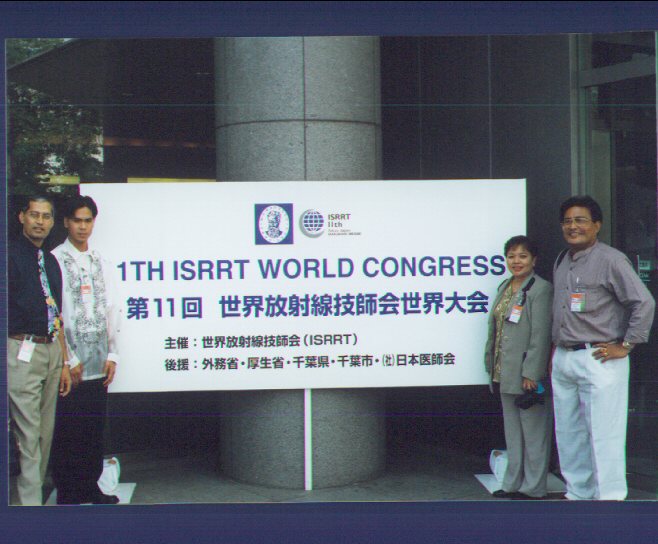 ISRRT
11th
1TH ISRRT WORLD CONGRESS
第11回 世界放射線技師会世界大会
主催：世界放射線技師会（ISRRT）
後援：外務省・厚生省・千葉県・千葉市・㈳日本医師会